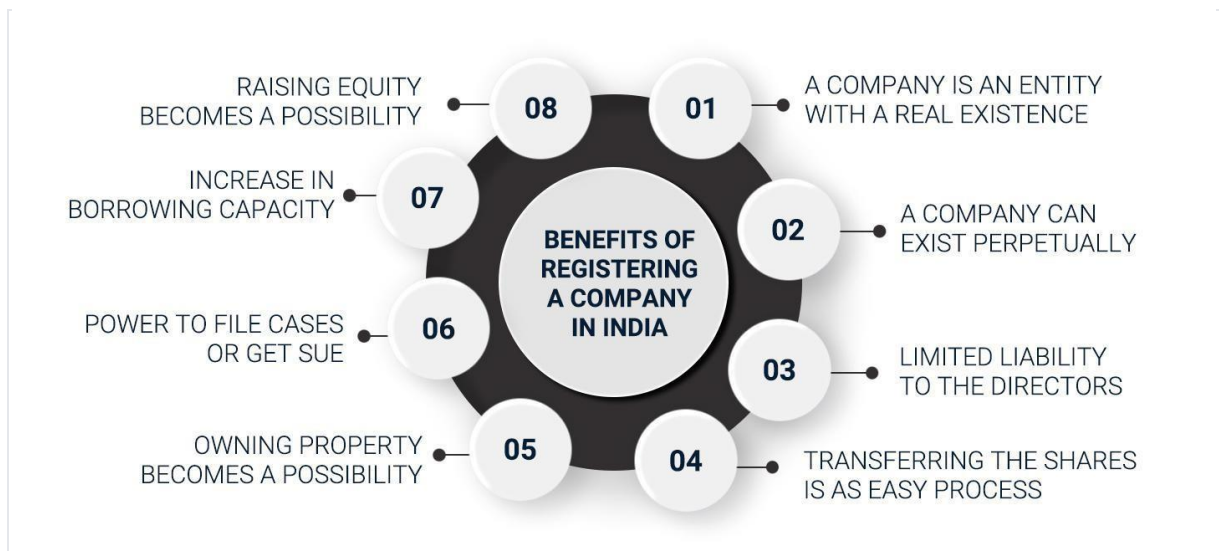 BENEFITS OF
REGISTERING
A COMPANY
IN INDIA
01
A COMPANY IS AN ENTITY
WITH A REAL EXISTENCE
02
A COMPANY CAN
EXIST PERPETUALLY
03
LIMITED LIABILITY
TO THE DIRECTORS
04
TRANSFERRING THE SHARES
IS AS EASY PROCESS
05
OWNING PROPERTY
BECOMES A POSSIBILITY
06
POWER TO FILE CASES
OR GET SUE
07
INCREASE IN
BORROWING CAPACITY
08
RAISING EQUITY
BECOMES A POSSIBILITY